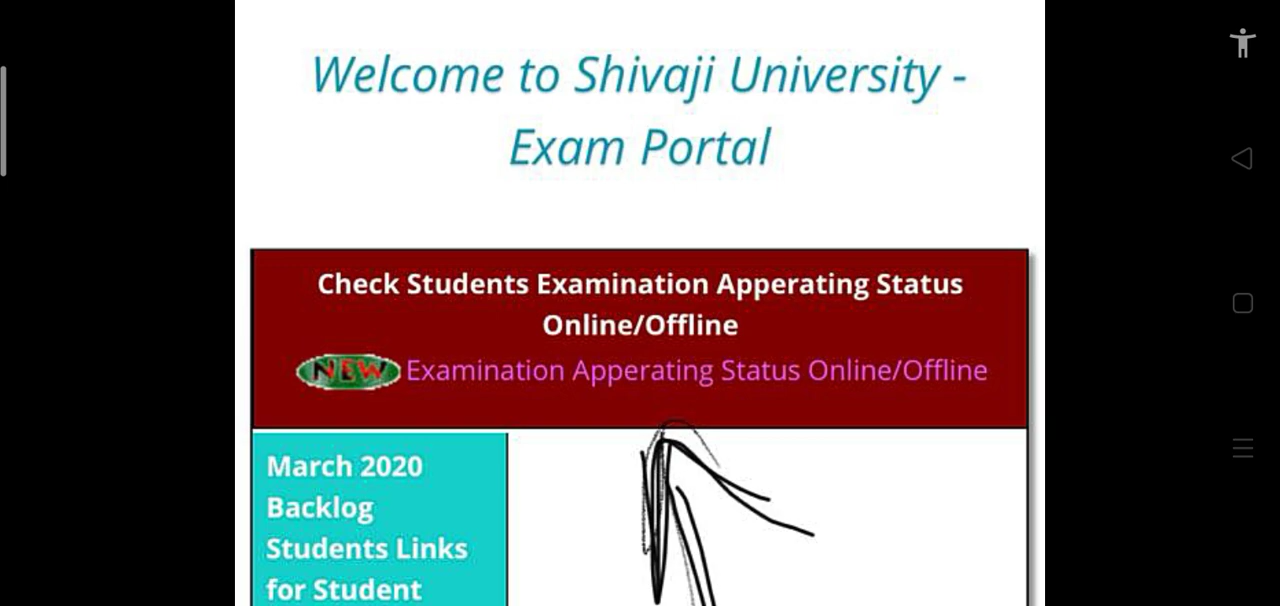 Welcome to Shivaji University -
Exam Portal
Check Students Examination Apperating Status
Online/Offline
NEW Examination Apperating Status Online/Offline
March 2020
Backlog
Students Links
for Student